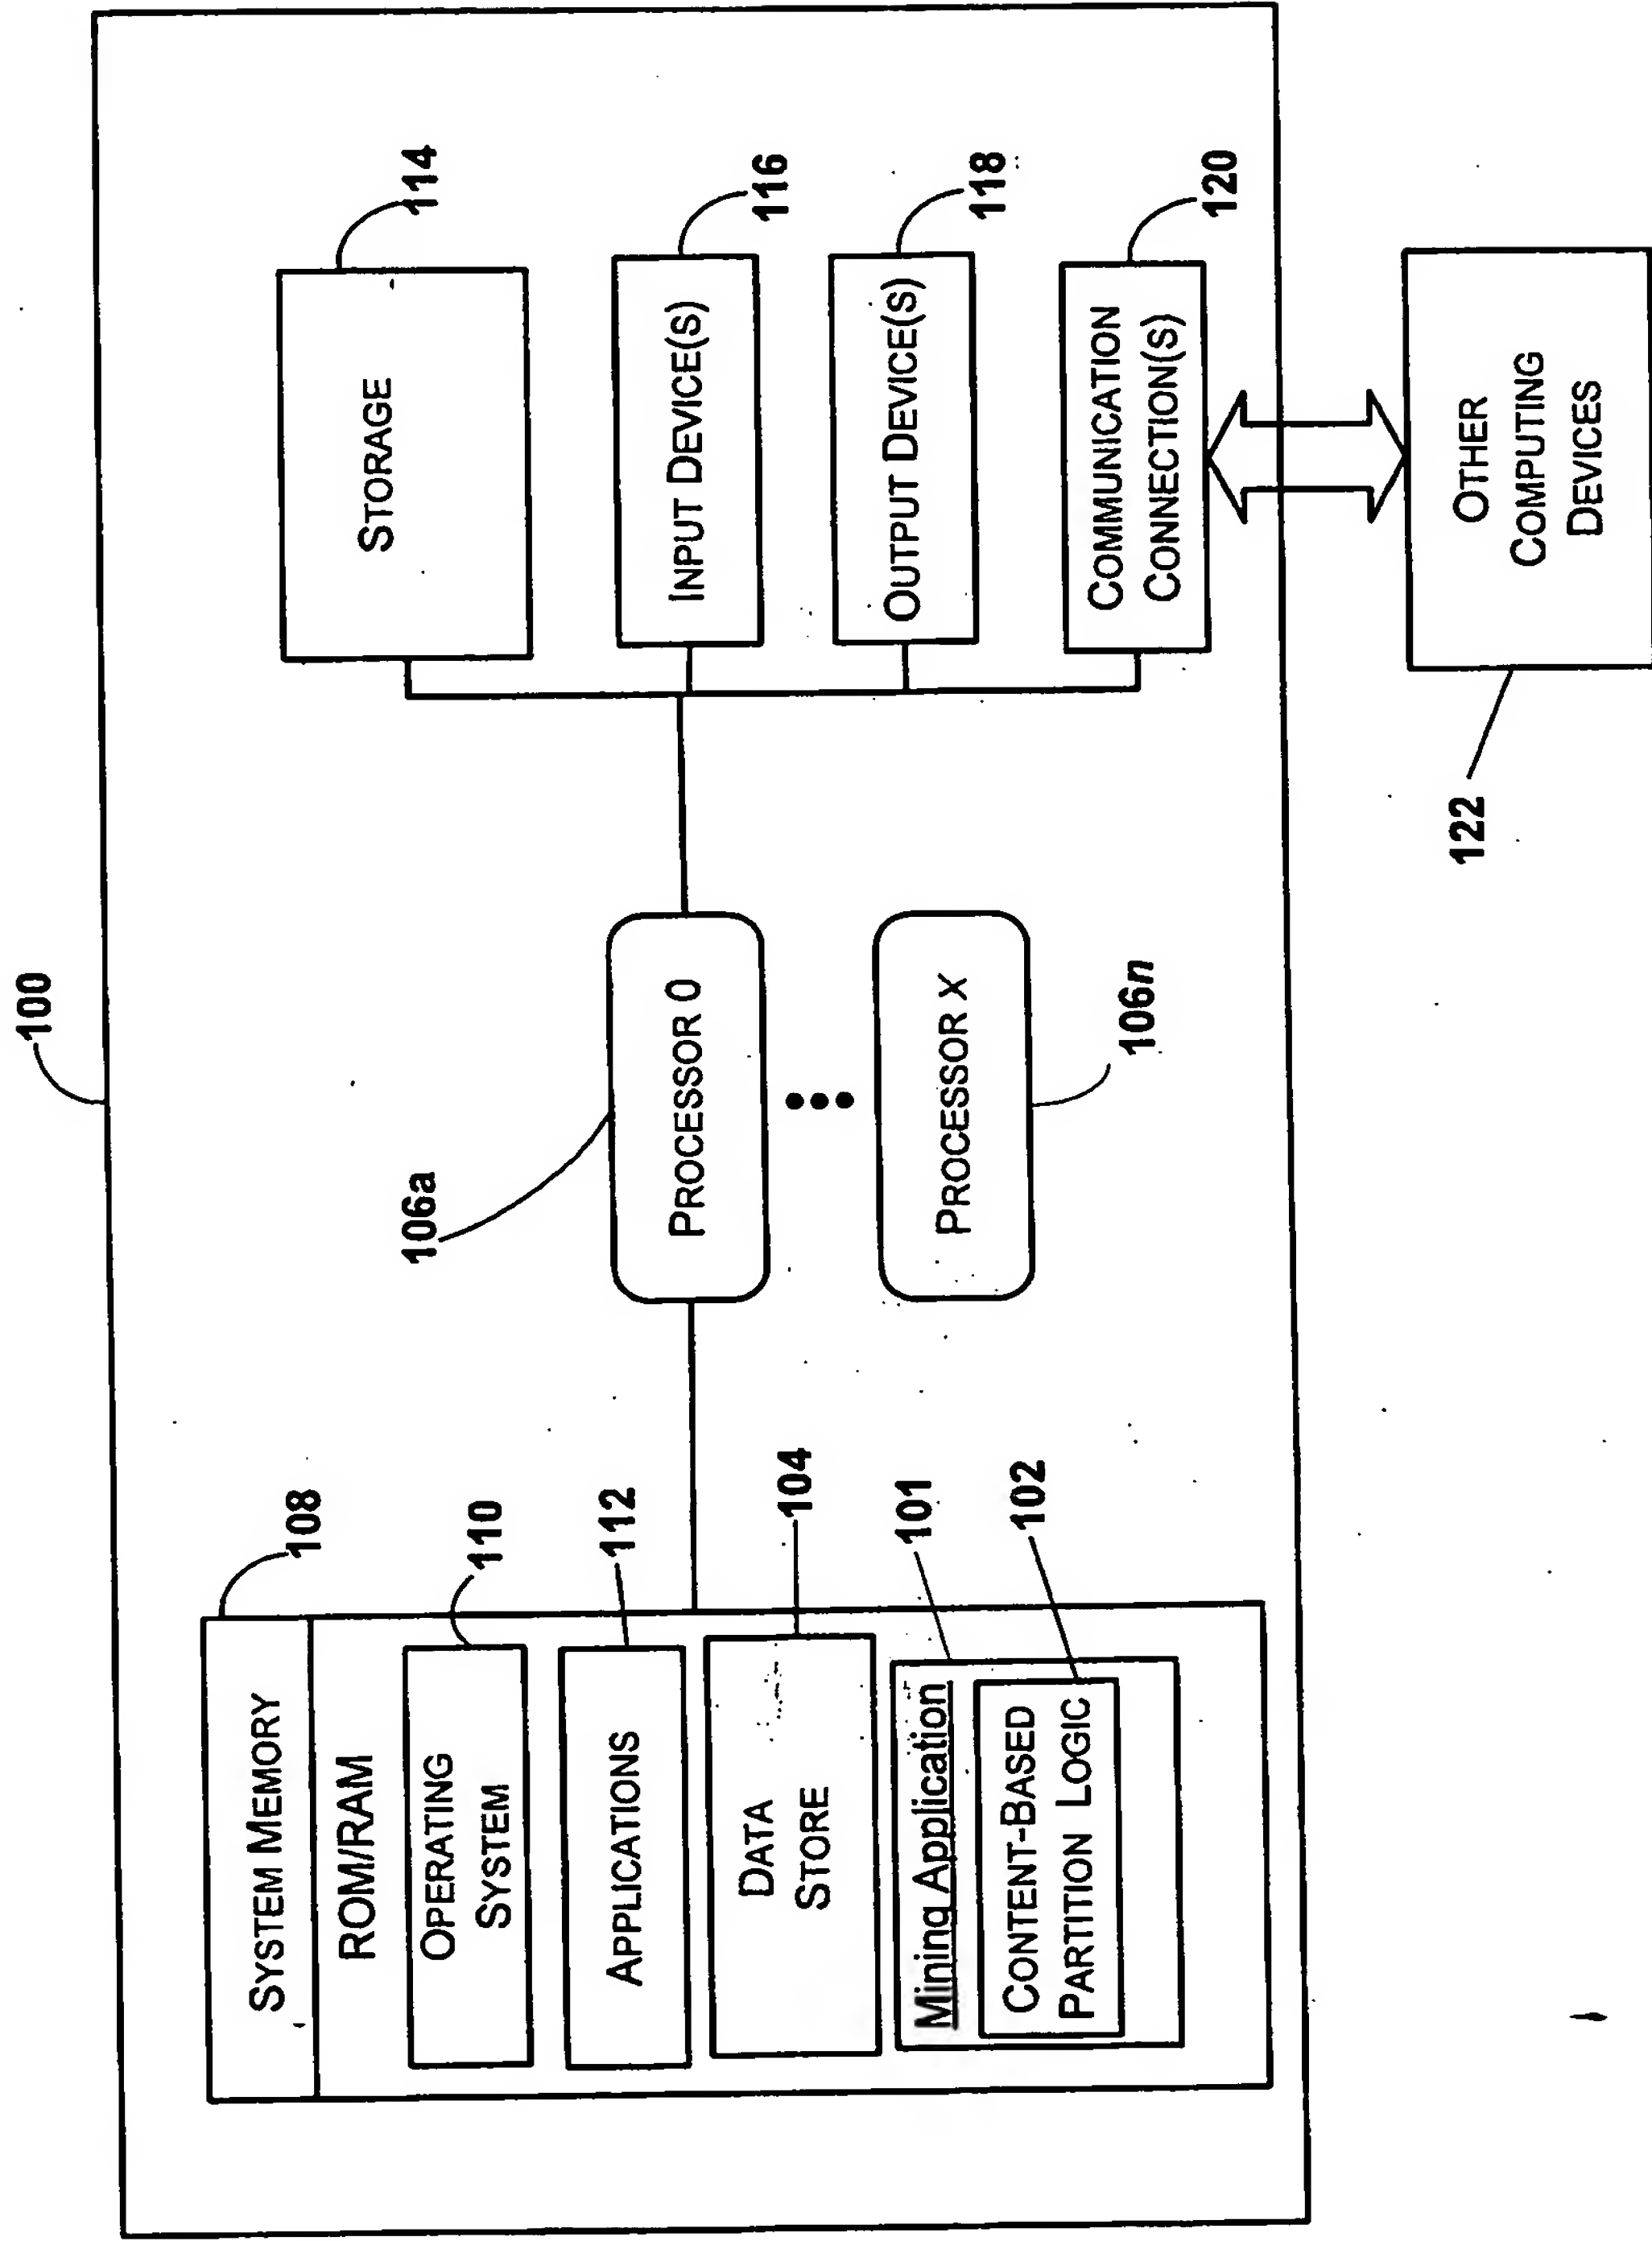 100
108
SYSTEM MEMORY
ROM/RAM
110
OPERATING
SYSTEM
112
APPLICATIONS
104
DATA
STORE
101
Mining Application
102
CONTENT-BASED
PARTITION LOGIC
106a
PROCESSOR 0
PROCESSOR X
106n
114
STORAGE
116
INPUT DEVICE(S)
118
OUTPUT DEVICE(S)
120
COMMUNICATION
CONNECTION(S)
122
OTHER
COMPUTING
DEVICES